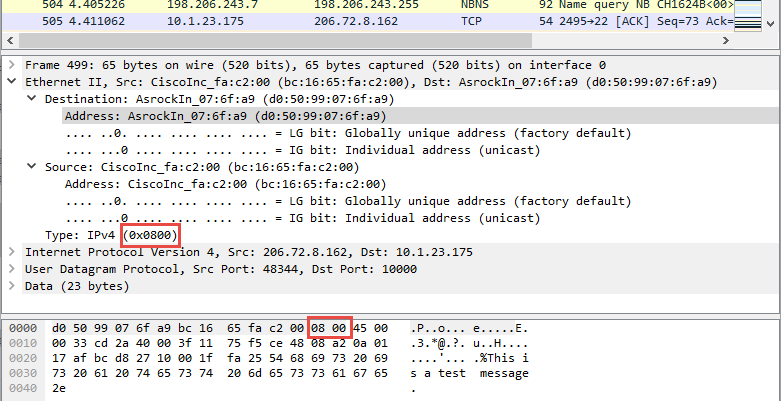 504 4.405226 198.206.243.7 198.206.243.255 NBNS 92 Name query NB CH1624B<00>
505 4.411062 10.1.23.175 206.72.8.162 TCP 54 2495→22 [ACK] Seq=73 Ack=
Frame 499: 65 bytes on wire (520 bits), 65 bytes captured (520 bits) on interface 0
Ethernet II, Src: CiscoInc_fa:c2:00 (bc:16:65:fa:c2:00), Dst: AsrockIn_07:6f:a9 (d0:50:99:07:6f:a9)
Destination: AsrockIn_07:6f:a9 (d0:50:99:07:6f:a9)
Address: AsrockIn_07:6f:a9 (d0:50:99:07:6f:a9)
.... ..0. .... .... .... .... = LG bit: Globally unique address (factory default)
.... ...0 .... .... .... .... = IG bit: Individual address (unicast)
Source: CiscoInc_fa:c2:00 (bc:16:65:fa:c2:00)
Address: CiscoInc_fa:c2:00 (bc:16:65:fa:c2:00)
.... ..0. .... .... .... .... = LG bit: Globally unique address (factory default)
.... ...0 .... .... .... .... = IG bit: Individual address (unicast)
Type: IPv4 (0x0800)
Internet Protocol Version 4, Src: 206.72.8.162, Dst: 10.1.23.175
User Datagram Protocol, Src Port: 48344, Dst Port: 10000
Data (23 bytes)
0000 d0 50 99 07 6f a9 bc 16 65 fa c2 00 08 00 45 00 .P..o... e.....E.
0010 00 33 cd 2a 40 00 3f 11 75 f5 ce 48 08 a2 0a 01 .3.*@.?. u..H....
0020 17 af bc d8 27 10 00 1f fa 25 54 68 69 73 20 69 ....'... .%This i
0030 73 20 61 20 74 65 73 74 20 6d 65 73 73 61 67 65 s a test message
0040 2e .